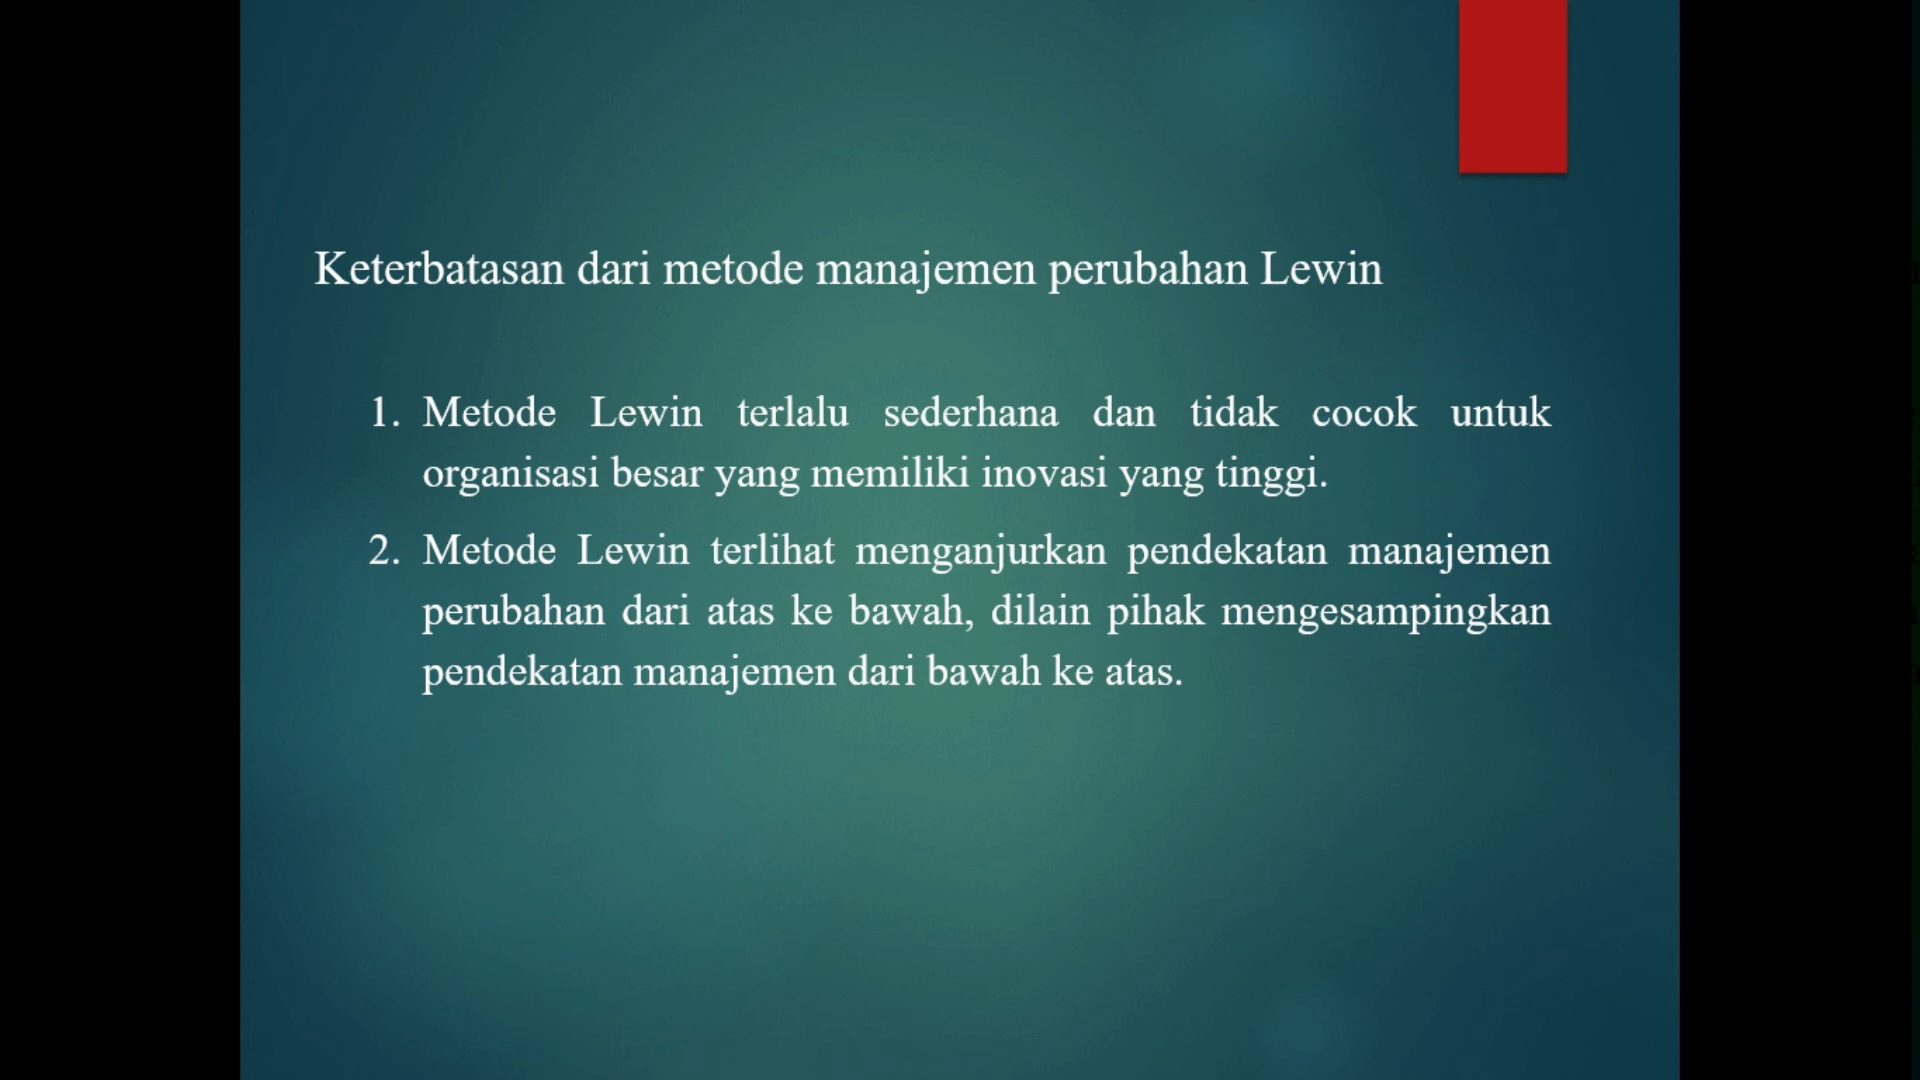 Keterbatasan dari metode manajemen perubahan Lewin
1. Metode Lewin terlalu sederhana dan tidak cocok untuk
organisasi besar yang memiliki inovasi yang tinggi.
2. Metode Lewin terlihat menganjurkan pendekatan manajemen
perubahan dari atas ke bawah, dilain pihak mengesampingkan
pendekatan manajemen dari bawah ke atas.